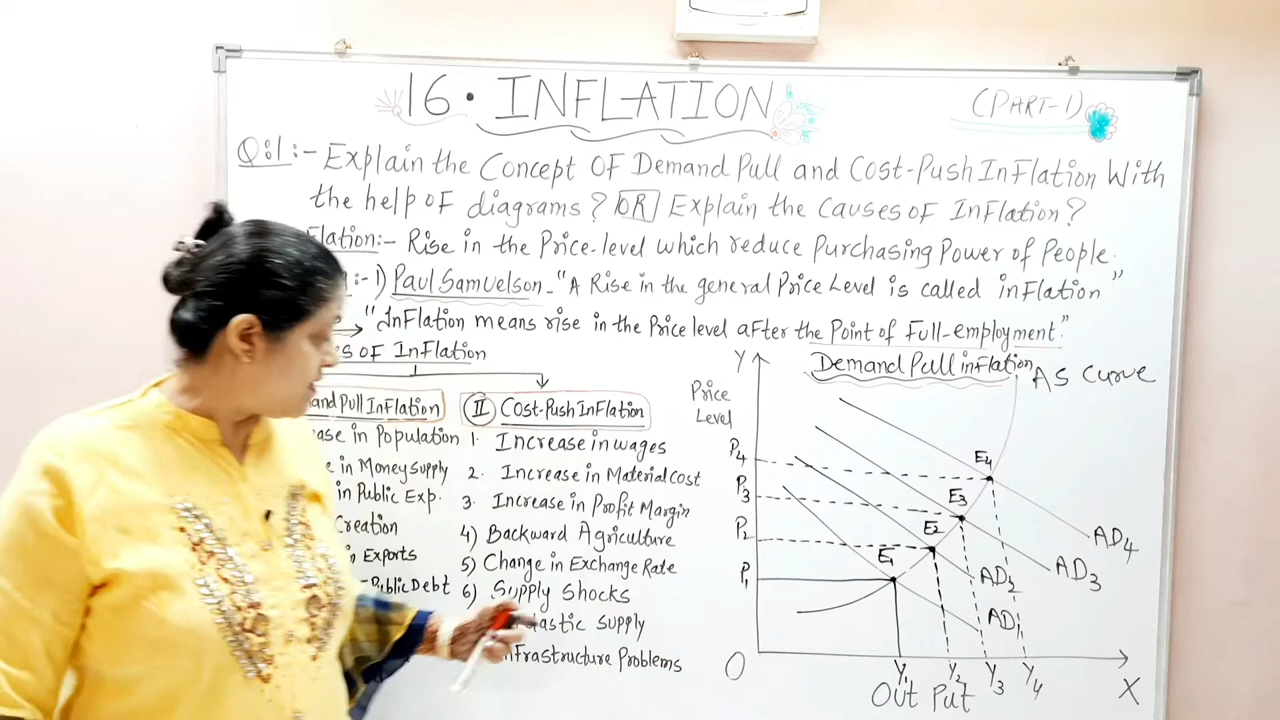 16. INFLATION
(PART-1)
Q:1:- Explain the Concept OF Demand Pull and Cost-Push InFlation With
the help oF diagrams? OR Explain the Causes oF InFlation?
Flation:- Rise in the Price-level which reduce Purchasing Power of People.
:- 1) Paul Samuelson - "A Rise in the general Price Level is called inFlation"
"InFlation means rise in the Price level aFter the Point of Full-employment."
OF InFlation
Pull InFlation
II Cost-Push InFlation
ase in Population
in Money Supply
in Public Exp.
Creation
in Exports
Public Debt
1. Increase in wages
2. Increase in Material Cost
3. Increase in Profit Margin
4) Backward Agriculture
5) Change in Exchange Rate
6) Supply Shocks
lastic Supply
nfrastructure Problems
Demand Pull inFlation
AS Curve
Y
Price
Level
P4
P3
P2
P1
E4
E3
E2
E1
AD4
AD3
AD2
AD1
O
Y1 Y2 Y3 Y4
X
Out Put